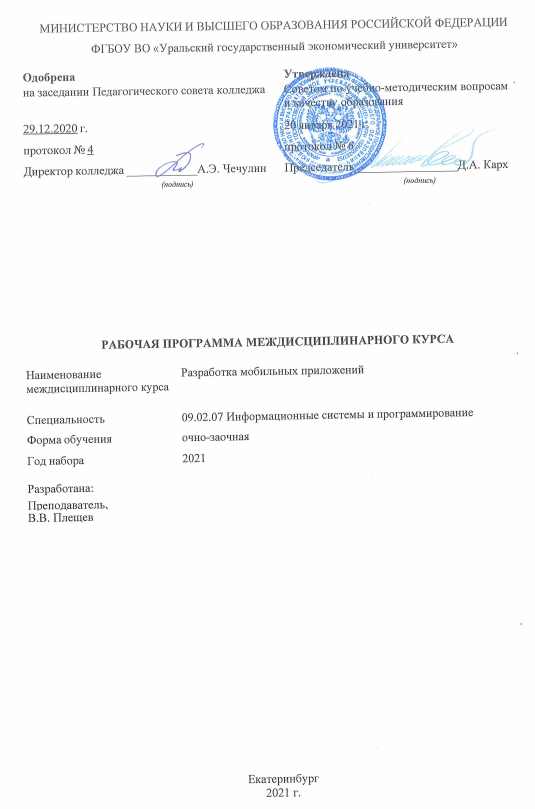 МИНИСТЕРСТВО НАУКИ И ВЫСШЕГО ОБРАЗОВАНИЯ РОССИЙСКОЙ ФЕДЕРАЦИИ
ФГБОУ ВО «Уральский государственный экономический университет»
Одобрена
на заседании Педагогического совета колледжа
29.12.2020 г.
протокол № 4
Директор колледжа А.Э. Чечулин
(подпись)
Утверждена
Советом по учебно-методическим вопросам
и качеству образования
20 января 2021 г.
протокол № 6
Председатель Д.А. Карх
(подпись)
РАБОЧАЯ ПРОГРАММА МЕЖДИСЦИПЛИНАРНОГО КУРСА
Наименование
междисциплинарного курса
Разработка мобильных приложений
Специальность 09.02.07 Информационные системы и программирование
Форма обучения очно-заочная
Год набора 2021
Разработана:
Преподаватель,
В.В. Плещев
Екатеринбург
2021 г.